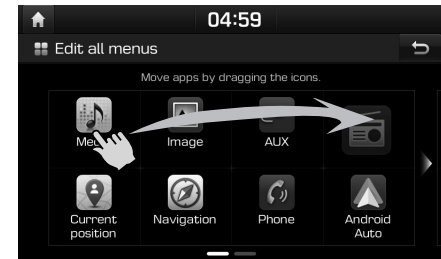 04:59
Edit all menus
Move apps by dragging the icons.
Image
AUX
Current
position
Navigation
Phone
Android
Auto